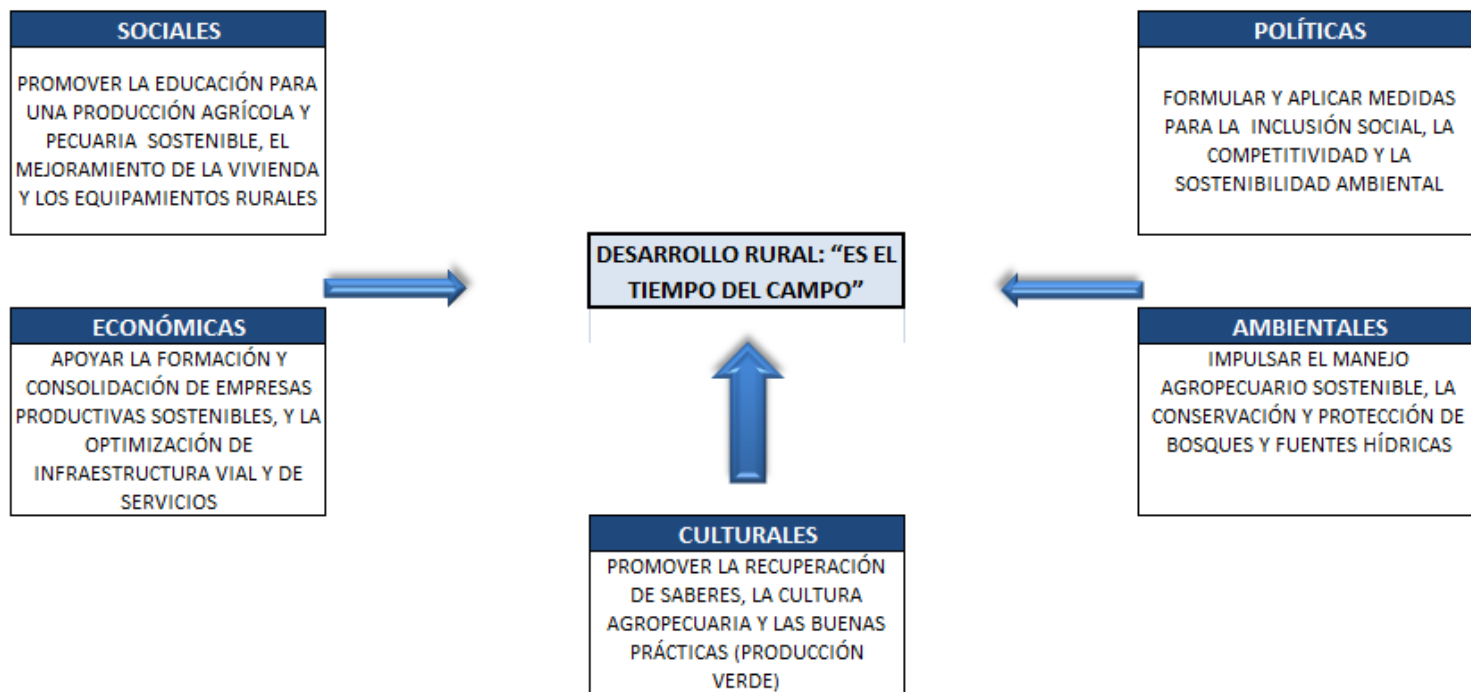 SOCIALES
PROMOVER LA EDUCACIÓN PARA
UNA PRODUCCIÓN AGRÍCOLA Y
PECUARIA  SOSTENIBLE, EL
MEJORAMIENTO DE LA VIVIENDA
Y LOS EQUIPAMIENTOS RURALES
POLÍTICAS
FORMULAR Y APLICAR MEDIDAS
PARA LA  INCLUSIÓN SOCIAL, LA
COMPETITIVIDAD Y LA
SOSTENIBILIDAD AMBIENTAL
DESARROLLO RURAL: “ES EL
TIEMPO DEL CAMPO”
ECONÓMICAS
APOYAR LA FORMACIÓN Y
CONSOLIDACIÓN DE EMPRESAS
PRODUCTIVAS SOSTENIBLES, Y LA
OPTIMIZACIÓN DE
INFRAESTRUCTURA VIAL Y DE
SERVICIOS
AMBIENTALES
IMPULSAR EL MANEJO
AGROPECUARIO SOSTENIBLE, LA
CONSERVACIÓN Y PROTECCIÓN DE
BOSQUES Y FUENTES HÍDRICAS
CULTURALES
PROMOVER LA RECUPERACIÓN
DE SABERES, LA CULTURA
AGROPECUARIA Y LAS BUENAS
PRÁCTICAS (PRODUCCIÓN
VERDE)